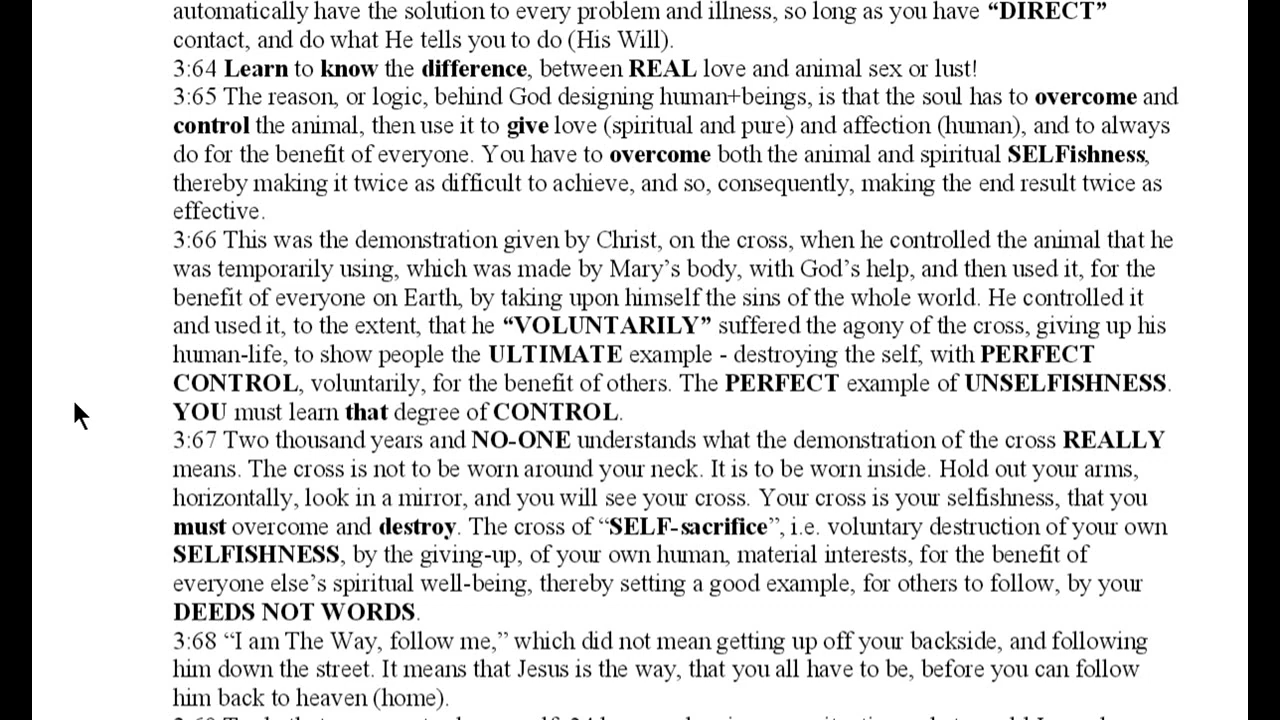 automatically have the solution to every problem and illness, so long as you have “DIRECT”
contact, and do what He tells you to do (His Will).
3:64 Learn to know the difference, between REAL love and animal sex or lust!
3:65 The reason, or logic, behind God designing human+beings, is that the soul has to overcome and
control the animal, then use it to give love (spiritual and pure) and affection (human), and to always
do for the benefit of everyone. You have to overcome both the animal and spiritual SELFishness,
thereby making it twice as difficult to achieve, and so, consequently, making the end result twice as
effective.
3:66 This was the demonstration given by Christ, on the cross, when he controlled the animal that he
was temporarily using, which was made by Mary’s body, with God’s help, and then used it, for the
benefit of everyone on Earth, by taking upon himself the sins of the whole world. He controlled it
and used it, to the extent, that he “VOLUNTARILY” suffered the agony of the cross, giving up his
human-life, to show people the ULTIMATE example - destroying the self, with PERFECT
CONTROL, voluntarily, for the benefit of others. The PERFECT example of UNSELFISHNESS.
YOU must learn that degree of CONTROL.
3:67 Two thousand years and NO-ONE understands what the demonstration of the cross REALLY
means. The cross is not to be worn around your neck. It is to be worn inside. Hold out your arms,
horizontally, look in a mirror, and you will see your cross. Your cross is your selfishness, that you
must overcome and destroy. The cross of “SELF-sacrifice”, i.e. voluntary destruction of your own
SELFISHNESS, by the giving-up, of your own human, material interests, for the benefit of
everyone else’s spiritual well-being, thereby setting a good example, for others to follow, by your
DEEDS NOT WORDS.
3:68 “I am The Way, follow me,” which did not mean getting up off your backside, and following
him down the street. It means that Jesus is the way, that you all have to be, before you can follow
him back to heaven (home).